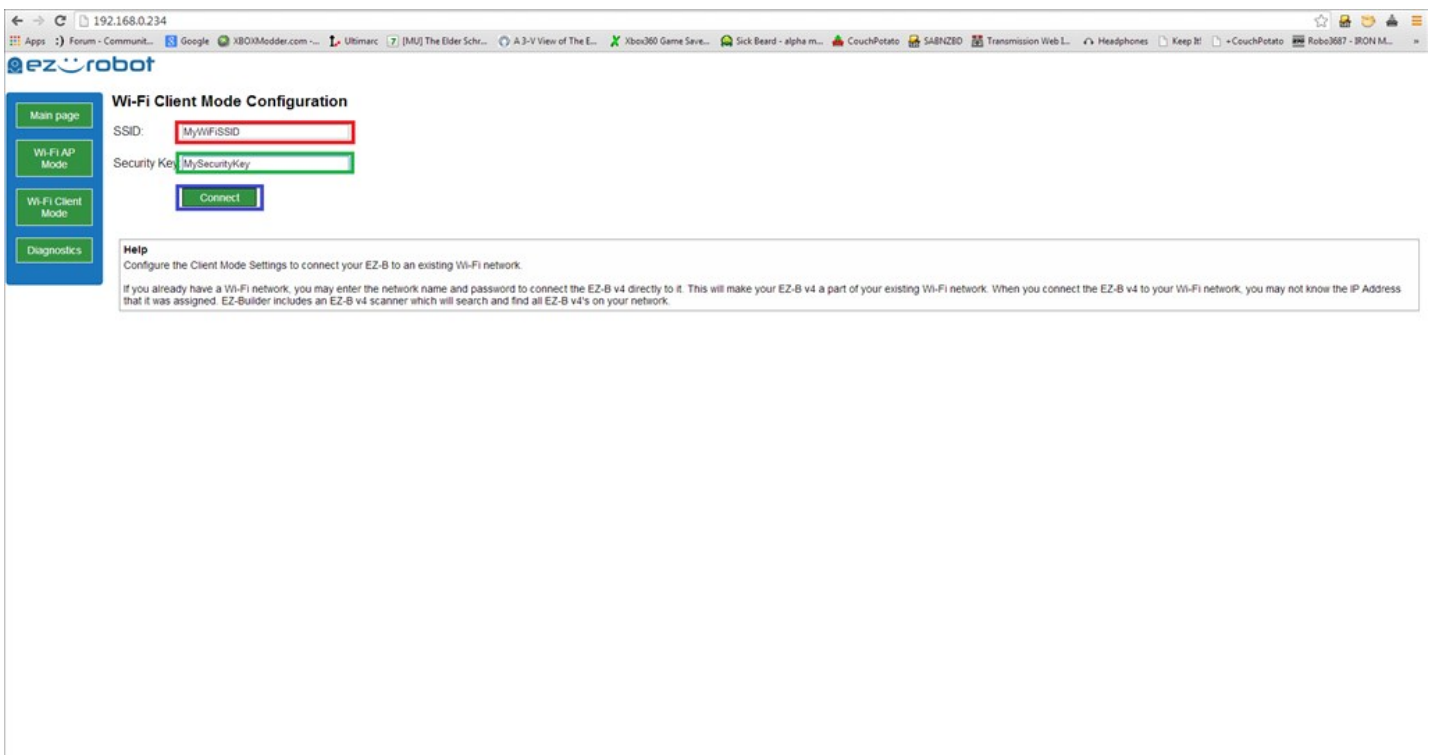 192.168.0.234
Apps :) Forum - Communit... Google XBOXModder.com -... Ultimarc [MU] The Elder Schr... A 3-V View of The E... Xbox360 Game Save... Sick Beard - alpha m... CouchPotato SABNZBD Transmission Web I... Headphones Keep It! +CouchPotato Robo3687 - IRON M... »
ez robot
Wi-Fi Client Mode Configuration
Main page
SSID: MyWiFiSSID
Wi-Fi AP
Mode
Security Key MySecurityKey
Wi-Fi Client
Mode
Connect
Diagnostics
Help
Configure the Client Mode Settings to connect your EZ-B to an existing Wi-Fi network.
If you already have a Wi-Fi network, you may enter the network name and password to connect the EZ-B v4 directly to it. This will make your EZ-B v4 a part of your existing Wi-Fi network. When you connect the EZ-B v4 to your Wi-Fi network, you may not know the IP Address
that it was assigned. EZ-Builder includes an EZ-B v4 scanner which will search and find all EZ-B v4's on your network.